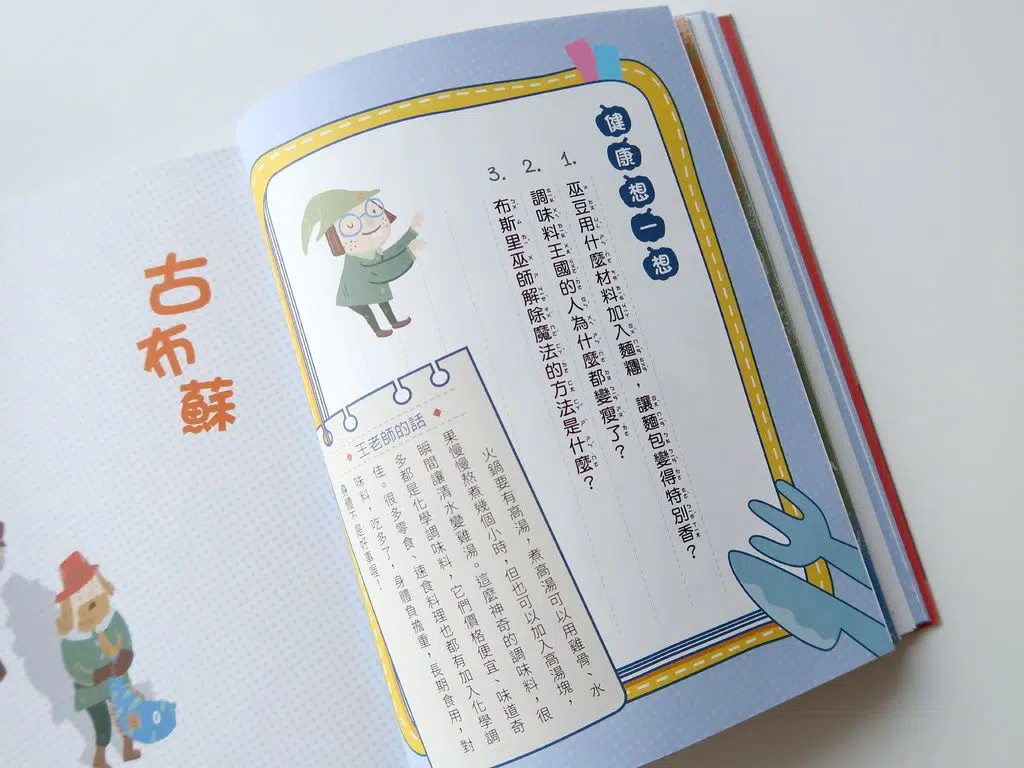 健康想一想
1. 巫豆用什麼材料加入麵糰，讓麵包變得特別香？
2. 調味料王國的人為什麼都變瘦了？
3. 布斯里巫師解除魔法的方法是什麼？
王老師的話
火鍋要有高湯，煮高湯可以用雞骨、水
果慢慢熬煮幾個小時，但也可以加入高湯塊，
瞬間讓清水變雞湯。這麼神奇的調味料，很
多都是化學調味料，它們價格便宜、味道奇
佳。很多零食、速食料理也都有加入化學調
味料，吃多了，身體負擔重，長期食用，對
身體不是好事喔！
古布蘇